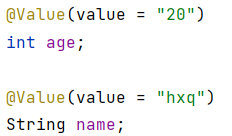 @Value(value = "20")
int age;
@Value(value = "hxq")
String name;